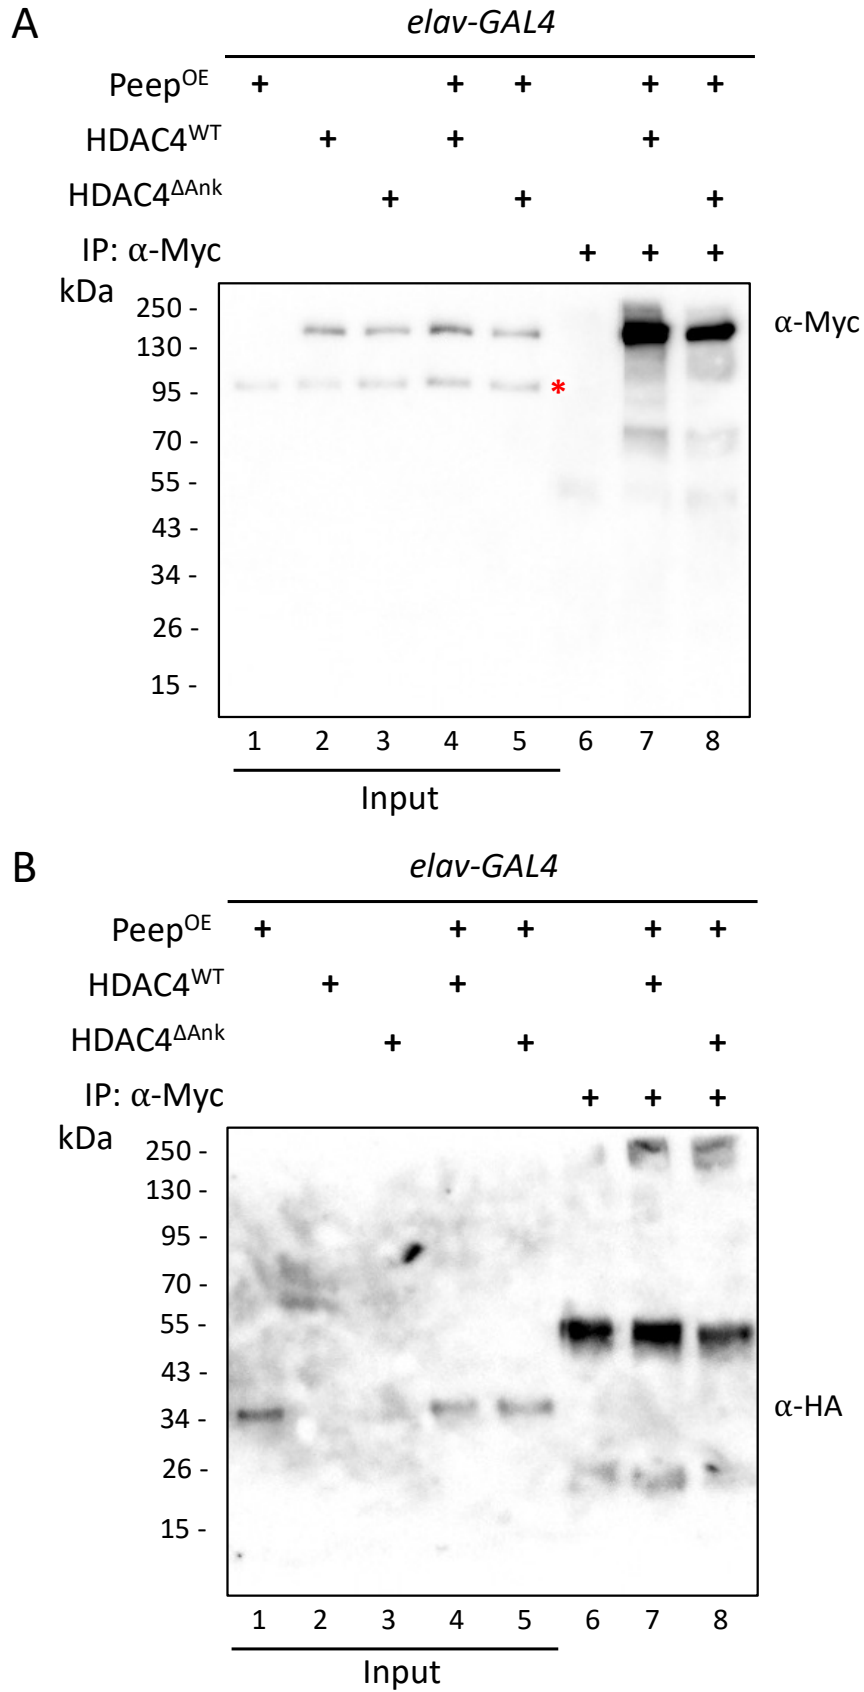 A
elav-GAL4
Peep^OE + + + + +
HDAC4^WT + + +
HDAC4^ΔAnk + + +
IP: α-Myc + + +
kDa
250 -
α-Myc
130 -
95 - *
70 -
55 -
43 -
34 -
26 -
15 -
1 2 3 4 5 6 7 8
Input
B
elav-GAL4
Peep^OE + + + + +
HDAC4^WT + + +
HDAC4^ΔAnk + + +
IP: α-Myc + + +
kDa
250 -
130 -
95 -
70 -
55 -
43 -
34 -
α-HA
26 -
15 -
1 2 3 4 5 6 7 8
Input